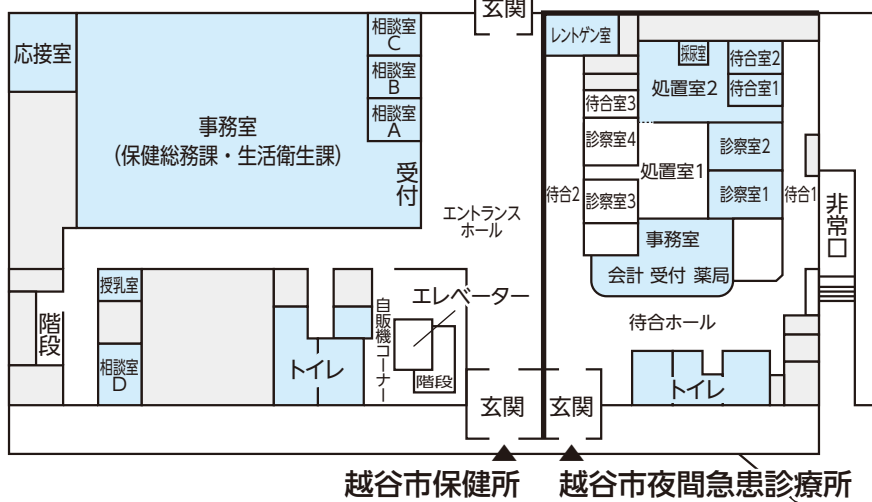 玄関
応接室
相談室
C
相談室
B
相談室
A
事務室
(保健総務課・生活衛生課)
受付
エントランス
ホール
授乳室
相談室
D
階段
トイレ
自販機コーナー
エレベーター
階段
玄関
レントゲン室
採尿室
待合室2
待合室1
処置室2
待合室3
診察室4
処置室1
診察室2
診察室1
診察室3
待合2
待合1
非常口
事務室
会計 受付 薬局
待合ホール
トイレ
玄関
越谷市保健所
越谷市夜間急患診療所